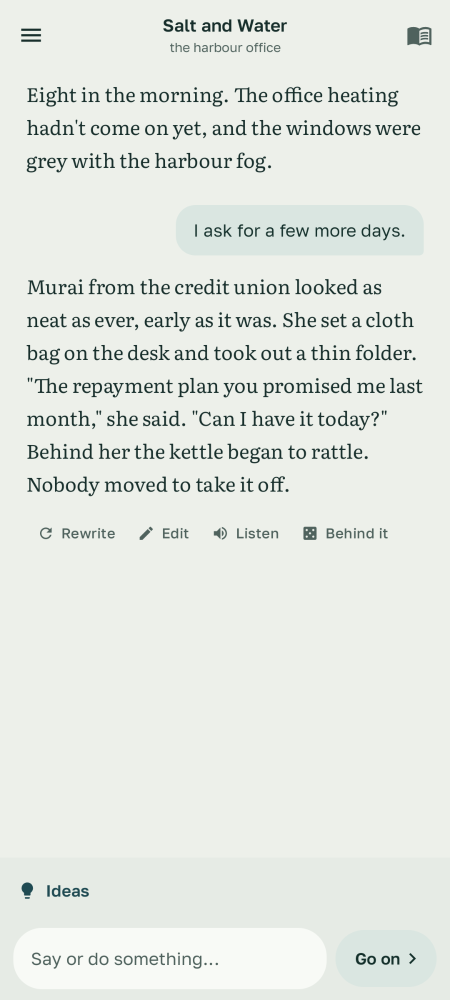 Salt and Water
the harbour office
Eight in the morning. The office heating
hadn't come on yet, and the windows were
grey with the harbour fog.
I ask for a few more days.
Murai from the credit union looked as
neat as ever, early as it was. She set a cloth
bag on the desk and took out a thin folder.
"The repayment plan you promised me last
month," she said. "Can I have it today?"
Behind her the kettle began to rattle.
Nobody moved to take it off.
Rewrite Edit Listen Behind it
Ideas
Say or do something...
Go on